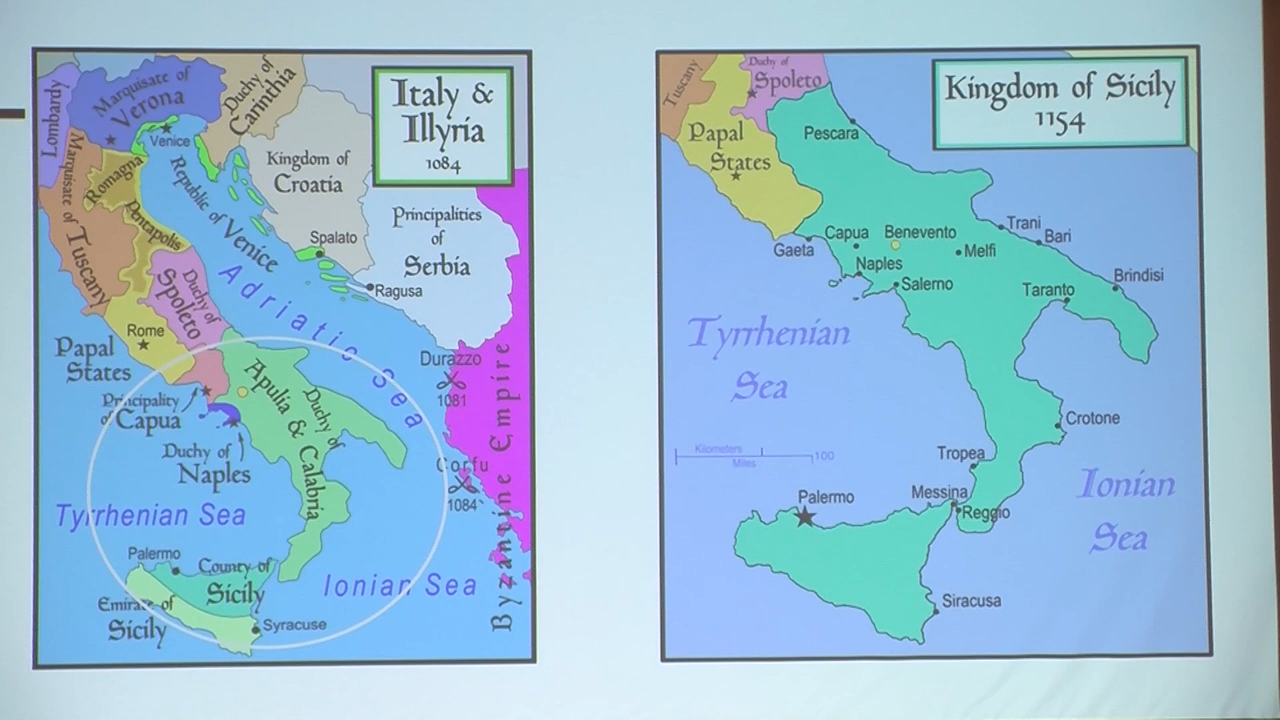 Italy &
Illyria
1084
Lombardy
Marquisate of
Verona
Duchy of
Carinthia
Venice
Romagna
Marquisate of
Tuscany
Pentapolis
Republic of
Venice
Kingdom of
Croatia
Principalities
of
Serbia
Spalato
Ragusa
Adriatic Sea
Duchy of
Spoleto
Rome
Papal
States
Principality
of Capua
Duchy of
Naples
Duchy of
Apulia & Calabria
Durazzo
1081
Corfu
1084
Byzantine Empire
Tyrrhenian Sea
Ionian Sea
Palermo
County of
Sicily
Emirate of
Sicily
Syracuse
Kingdom of Sicily
1154
Tuscany
Duchy of
Spoleto
Papal
States
Pescara
Gaeta
Capua
Benevento
Naples
Melfi
Salerno
Trani
Bari
Brindisi
Taranto
Tyrrhenian
Sea
Kilometers
100
Miles
Crotone
Tropea
Messina
Reggio
Palermo
Siracusa
Ionian
Sea